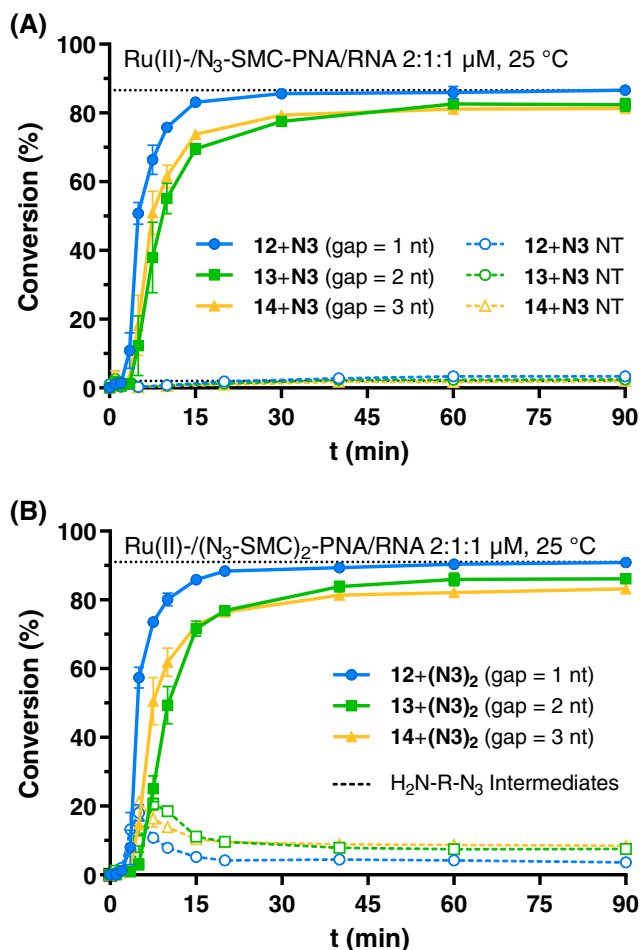 (A)
Ru(II)-/N₃-SMC-PNA/RNA 2:1:1 µM, 25 °C
100
80
60
40
20
0
Conversion (%)
12+N3 (gap = 1 nt) 12+N3 NT
13+N3 (gap = 2 nt) 13+N3 NT
14+N3 (gap = 3 nt) 14+N3 NT
0 15 30 45 60 75 90
t (min)
(B)
Ru(II)-/(N₃-SMC)₂-PNA/RNA 2:1:1 µM, 25 °C
100
80
60
40
20
0
Conversion (%)
12+(N3)₂ (gap = 1 nt)
13+(N3)₂ (gap = 2 nt)
14+(N3)₂ (gap = 3 nt)
H₂N-R-N₃ Intermediates
0 15 30 45 60 75 90
t (min)